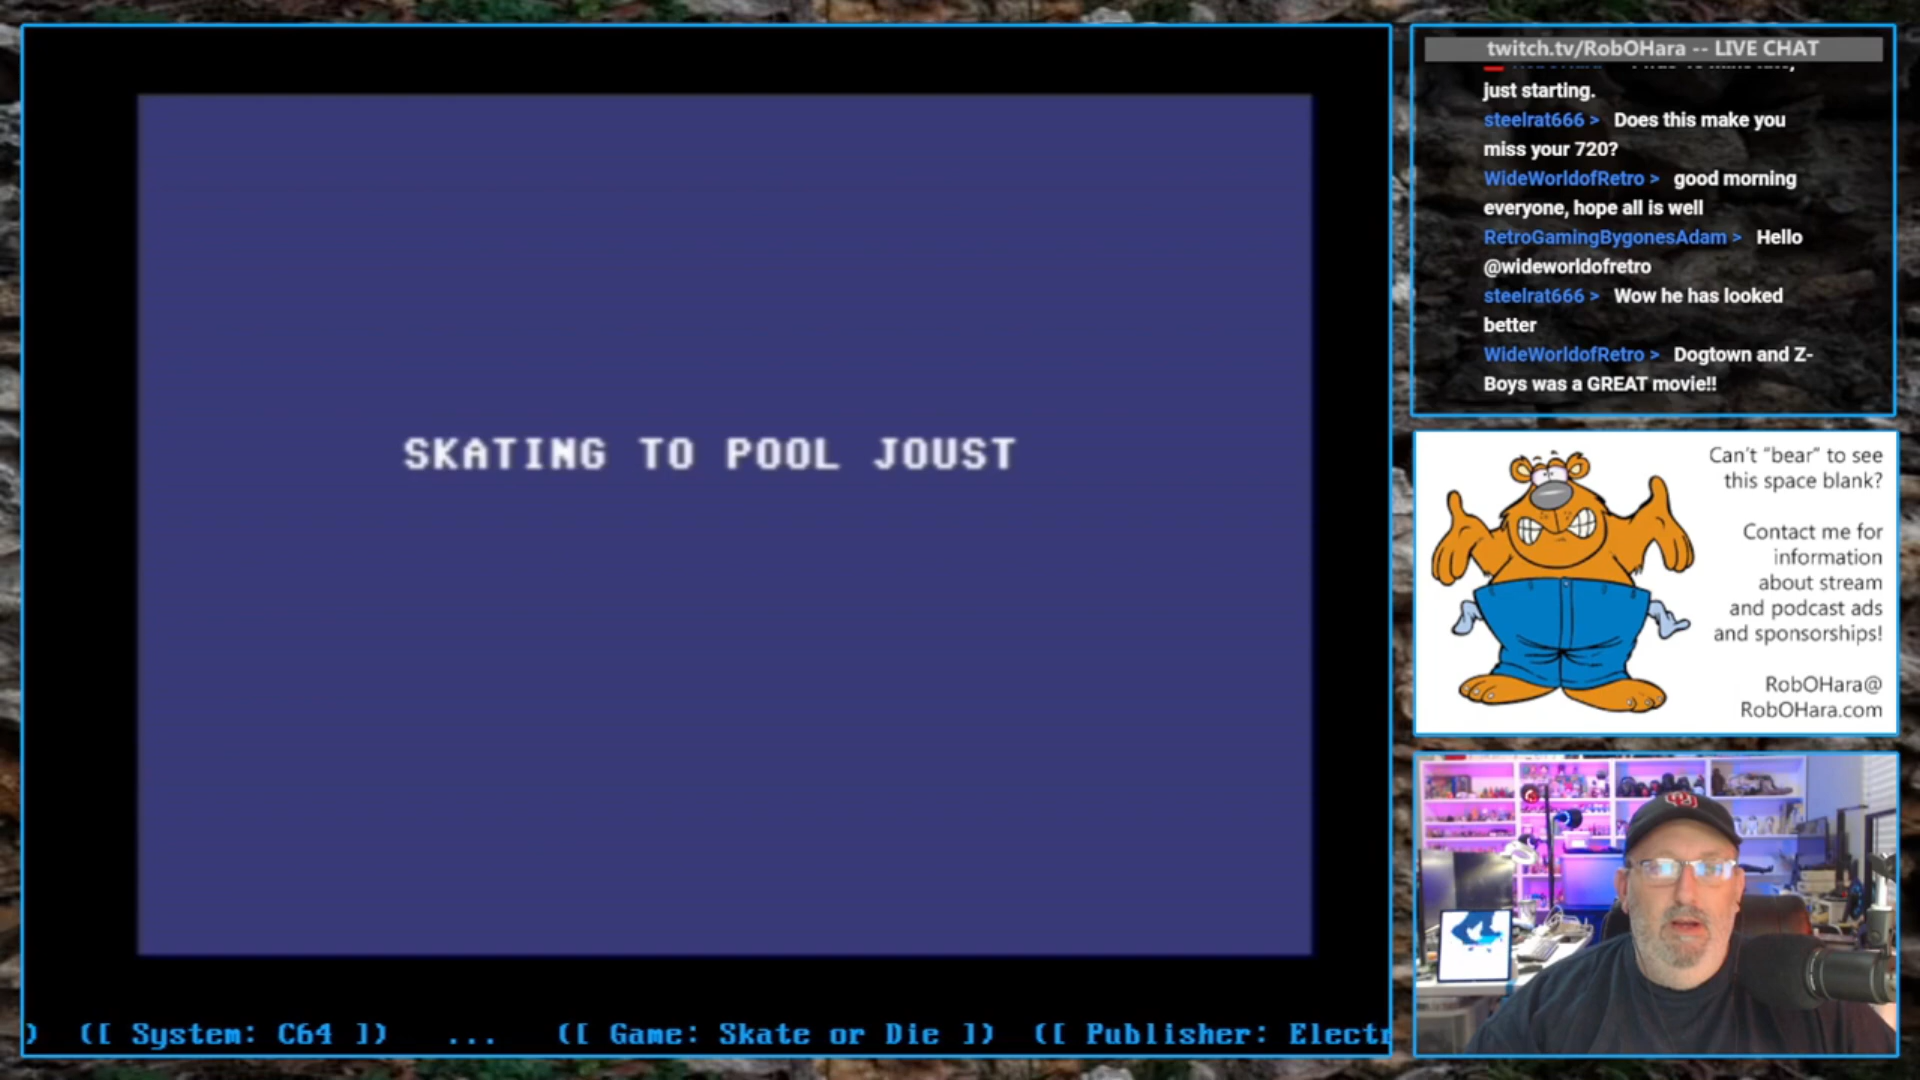 SKATING TO POOL JOUST
) ([ System: C64 ]) ... ([ Game: Skate or Die ]) ([ Publisher: Electr
twitch.tv/RobOHara -- LIVE CHAT
just starting.
steelrat666 > Does this make you
miss your 720?
WideWorldofRetro > good morning
everyone, hope all is well
RetroGamingBygonesAdam > Hello
@wideworldofretro
steelrat666 > Wow he has looked
better
WideWorldofRetro > Dogtown and Z-
Boys was a GREAT movie!!
Can't "bear" to see
this space blank?
Contact me for
information
about stream
and podcast ads
and sponsorships!
RobOHara@
RobOHara.com